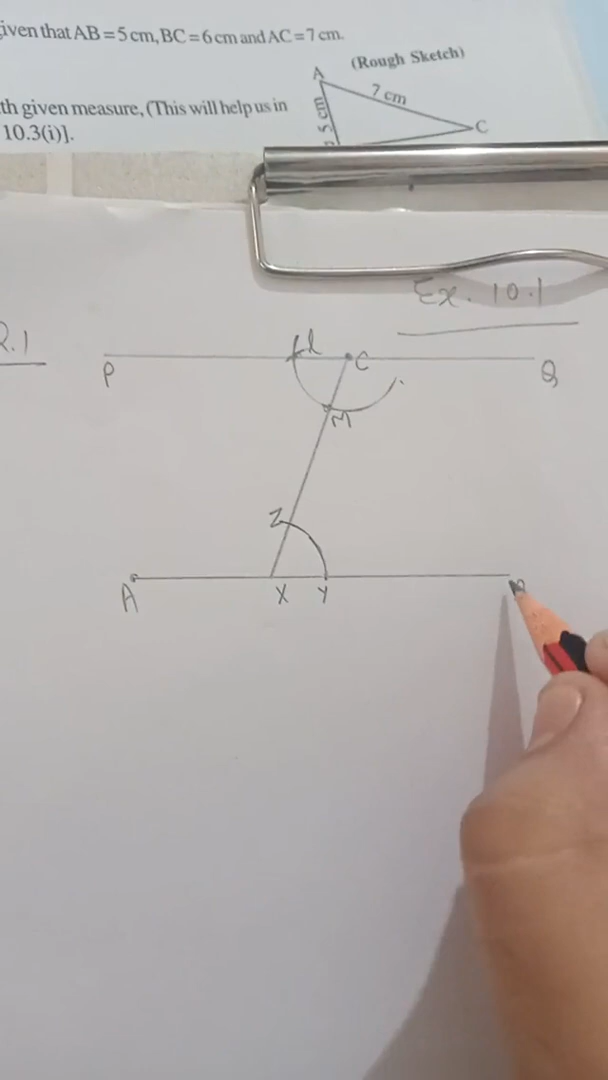 given that AB = 5 cm, BC = 6 cm and AC = 7 cm.
(Rough Sketch)
A
7 cm
th given measure, (This will help us in
5 cm
C
10.3(i)].
Ex. 10.1
C
P
Q
M
Z
A
X Y